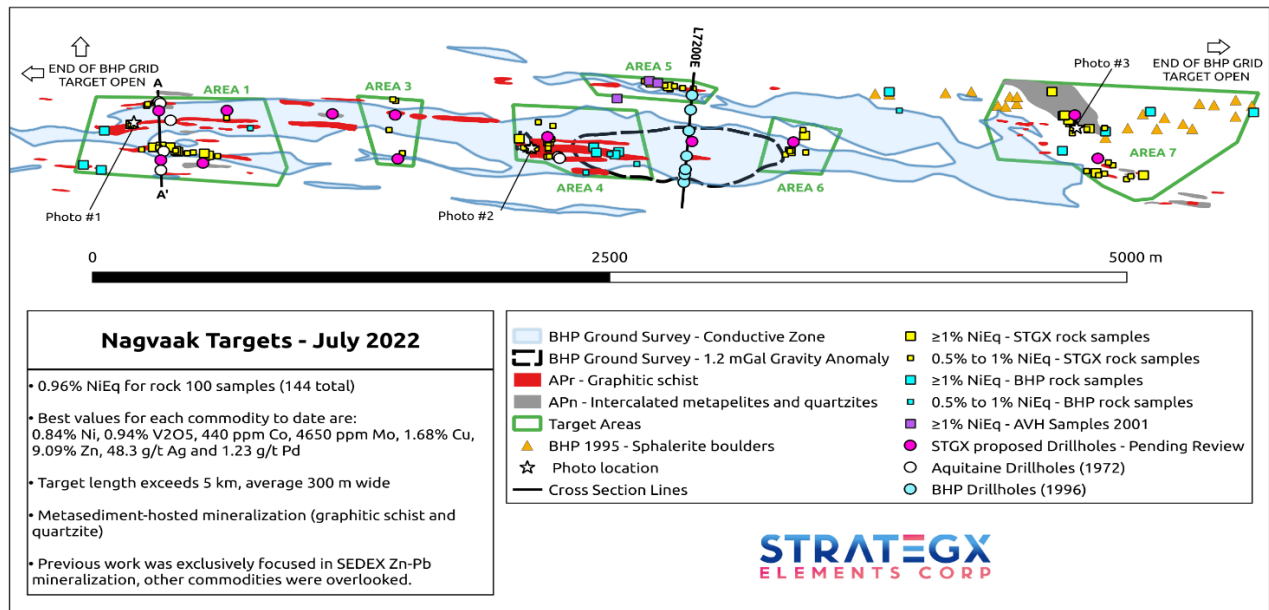 END OF BHP GRID
TARGET OPEN
A
AREA 1
AREA 3
AREA 5
L7200E
Photo #3
END OF BHP GRID
TARGET OPEN
A'
Photo #1
Photo #2
AREA 4
AREA 6
AREA 7
0
2500
5000 m
Nagvaak Targets - July 2022
• 0.96% NiEq for rock 100 samples (144 total)
• Best values for each commodity to date are:
0.84% Ni, 0.94% V2O5, 440 ppm Co, 4650 ppm Mo, 1.68% Cu,
9.09% Zn, 48.3 g/t Ag and 1.23 g/t Pd
• Target length exceeds 5 km, average 300 m wide
• Metasediment-hosted mineralization (graphitic schist and
quartzite)
• Previous work was exclusively focused in SEDEX Zn-Pb
mineralization, other commodities were overlooked.
BHP Ground Survey - Conductive Zone
BHP Ground Survey - 1.2 mGal Gravity Anomaly
APr - Graphitic schist
APn - Intercalated metapelites and quartzites
Target Areas
BHP 1995 - Sphalerite boulders
Photo location
Cross Section Lines
≥1% NiEq - STGX rock samples
0.5% to 1% NiEq - STGX rock samples
≥1% NiEq - BHP rock samples
0.5% to 1% NiEq - BHP rock samples
≥1% NiEq - AVH Samples 2001
STGX proposed Drillholes - Pending Review
Aquitaine Drillholes (1972)
BHP Drillholes (1996)
STRATEGX
ELEMENTS CORP